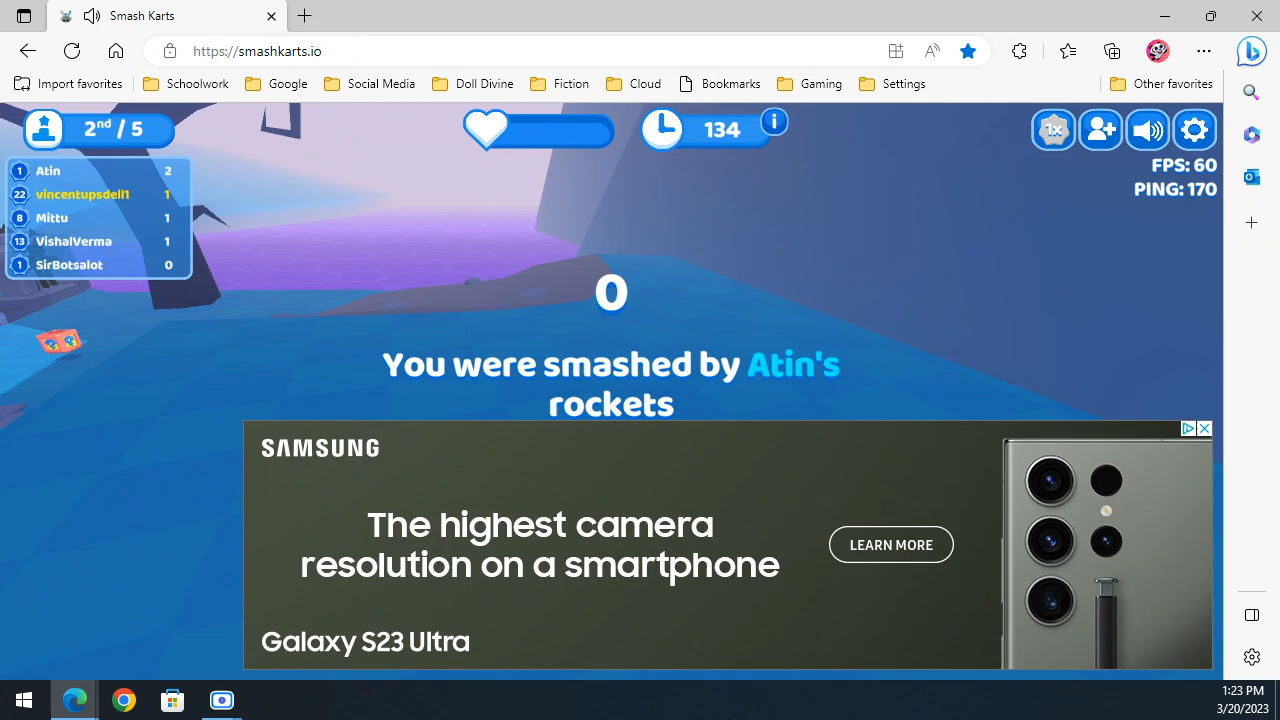 Smash Karts
https://smashkarts.io
Import favorites
Schoolwork
Google
Social Media
Doll Divine
Fiction
Cloud
Bookmarks
Gaming
Settings
Other favorites
2nd / 5
134
i
1x
FPS: 60
PING: 170
1 Atin 2
22 vincentupsdell1 1
8 Mittu 1
13 VishalVerma 1
1 SirBotsalot 0
? ?
0
You were smashed by Atin's
rockets
SAMSUNG
The highest camera
resolution on a smartphone
LEARN MORE
Galaxy S23 Ultra
1:23 PM
3/20/2023